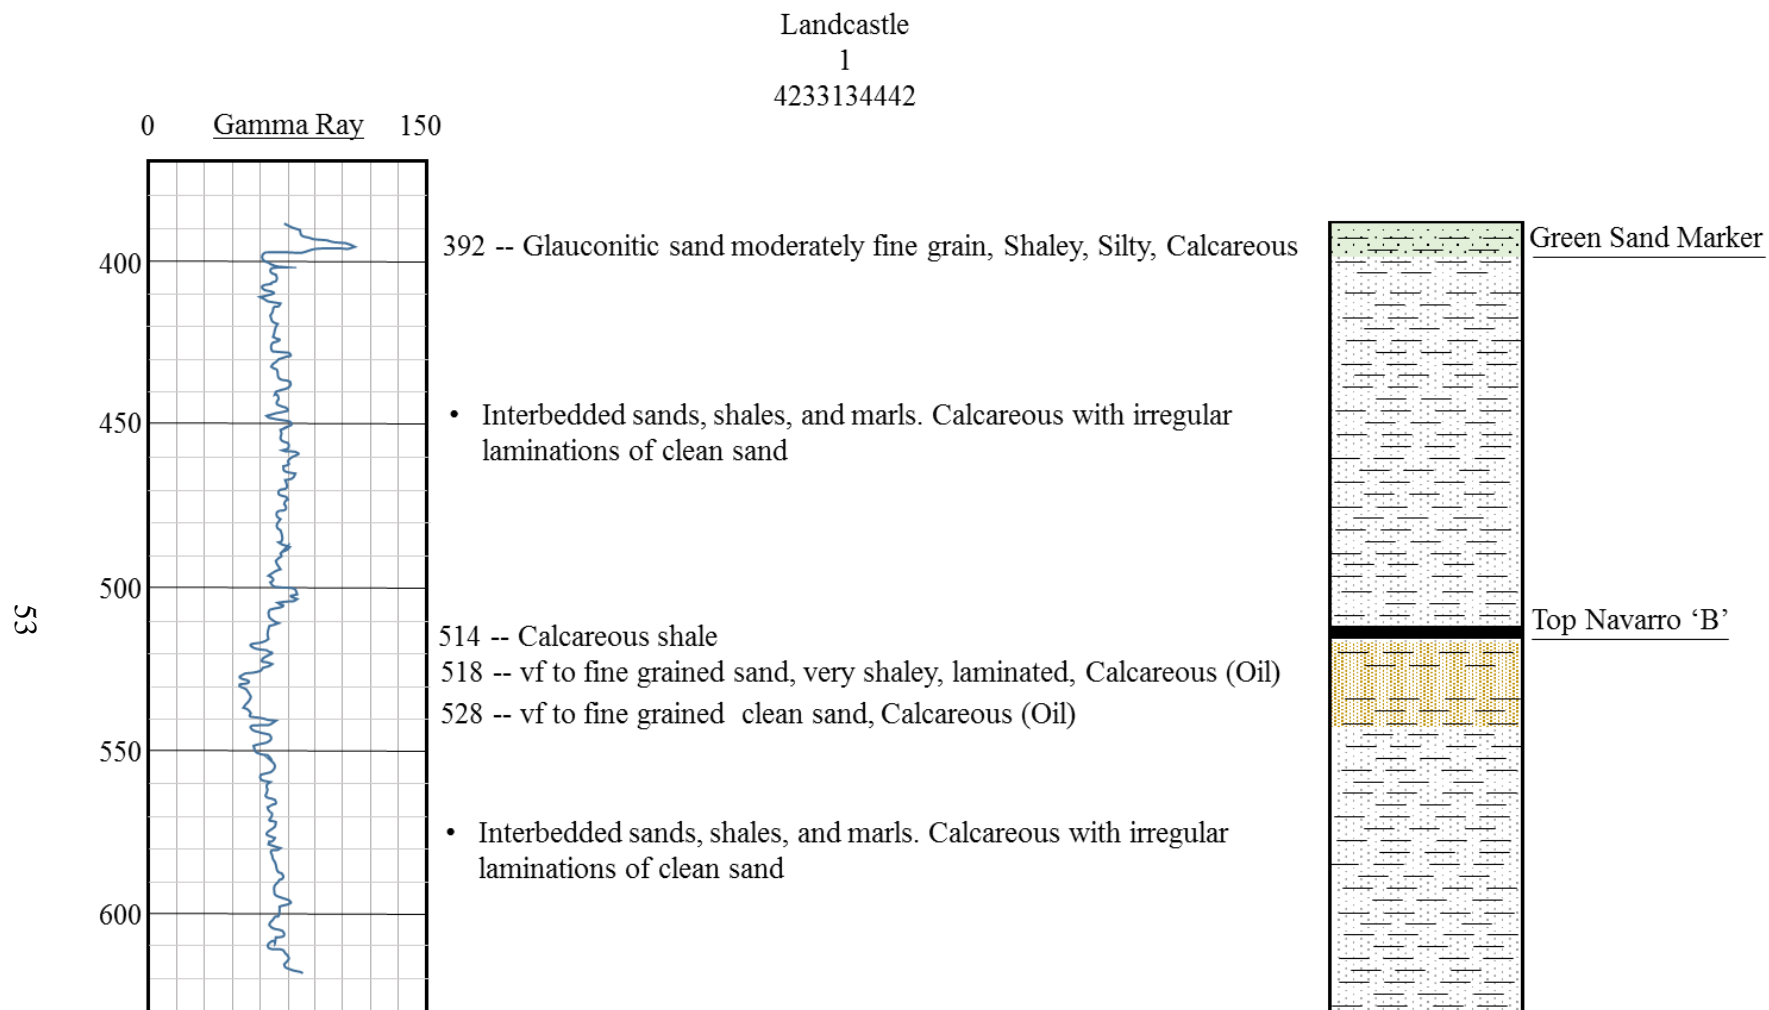 Landcastle
1
4233134442
0 Gamma Ray 150
392 -- Glauconitic sand moderately fine grain, Shaley, Silty, Calcareous
Green Sand Marker
400
• Interbedded sands, shales, and marls. Calcareous with irregular
laminations of clean sand
450
500
514 -- Calcareous shale
Top Navarro ‘B’
518 -- vf to fine grained sand, very shaley, laminated, Calcareous (Oil)
528 -- vf to fine grained clean sand, Calcareous (Oil)
550
• Interbedded sands, shales, and marls. Calcareous with irregular
laminations of clean sand
600
53